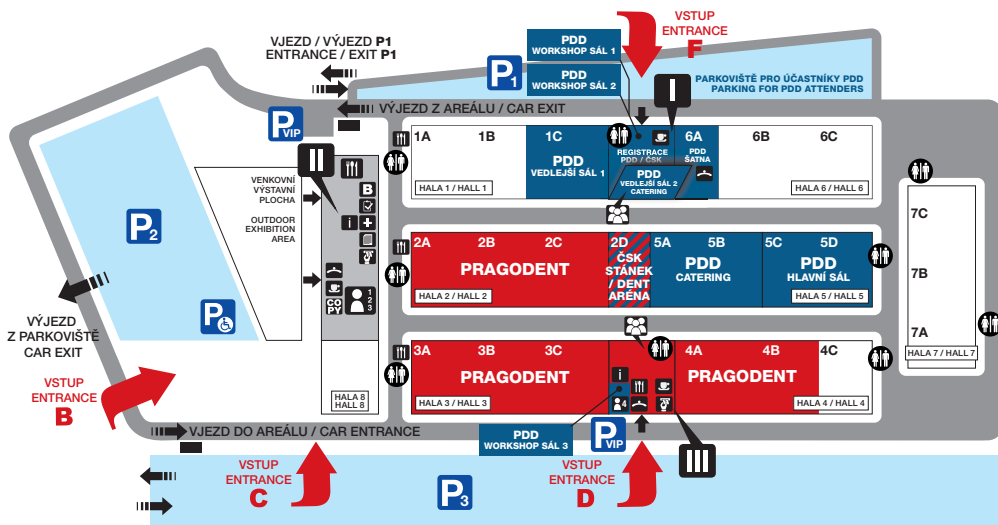 VSTUP
ENTRANCE
F
PDD
WORKSHOP SÁL 1
VJEZD / VÝJEZD P1
ENTRANCE / EXIT P1
P1
PDD
WORKSHOP SÁL 2
PARKOVIŠTĚ PRO ÚČASTNÍKY PDD
PARKING FOR PDD ATTENDERS
I
VÝJEZD Z AREÁLU / CAR EXIT
P VIP
1A
1B
1C
6A
6B
6C
REGISTRACE
PDD / ČSK
PDD
ŠATNA
PDD
VEDLEJŠÍ SÁL 1
PDD
VEDLEJŠÍ SÁL 2
CATERING
HALA 1 / HALL 1
HALA 6 / HALL 6
II
VENKOVNÍ
VÝSTAVNÍ
PLOCHA
OUTDOOR
EXHIBITION
AREA
B
i
COPY
1
2
3
P2
P
2A
2B
2C
2D
5A
5B
5C
5D
PRAGODENT
ČSK
STÁNEK
/ DENT
ARÉNA
PDD
CATERING
PDD
HLAVNÍ SÁL
HALA 2 / HALL 2
HALA 5 / HALL 5
7C
7B
7A
HALA 7 / HALL 7
VÝJEZD
Z PARKOVIŠTĚ
CAR EXIT
3A
3B
3C
4A
4B
4C
PRAGODENT
PRAGODENT
i
4
HALA 3 / HALL 3
HALA 4 / HALL 4
HALA 8
HALL 8
VSTUP
ENTRANCE
B
VJEZD DO AREÁLU / CAR ENTRANCE
PDD
WORKSHOP SÁL 3
P VIP
III
VSTUP
ENTRANCE
C
P3
VSTUP
ENTRANCE
D